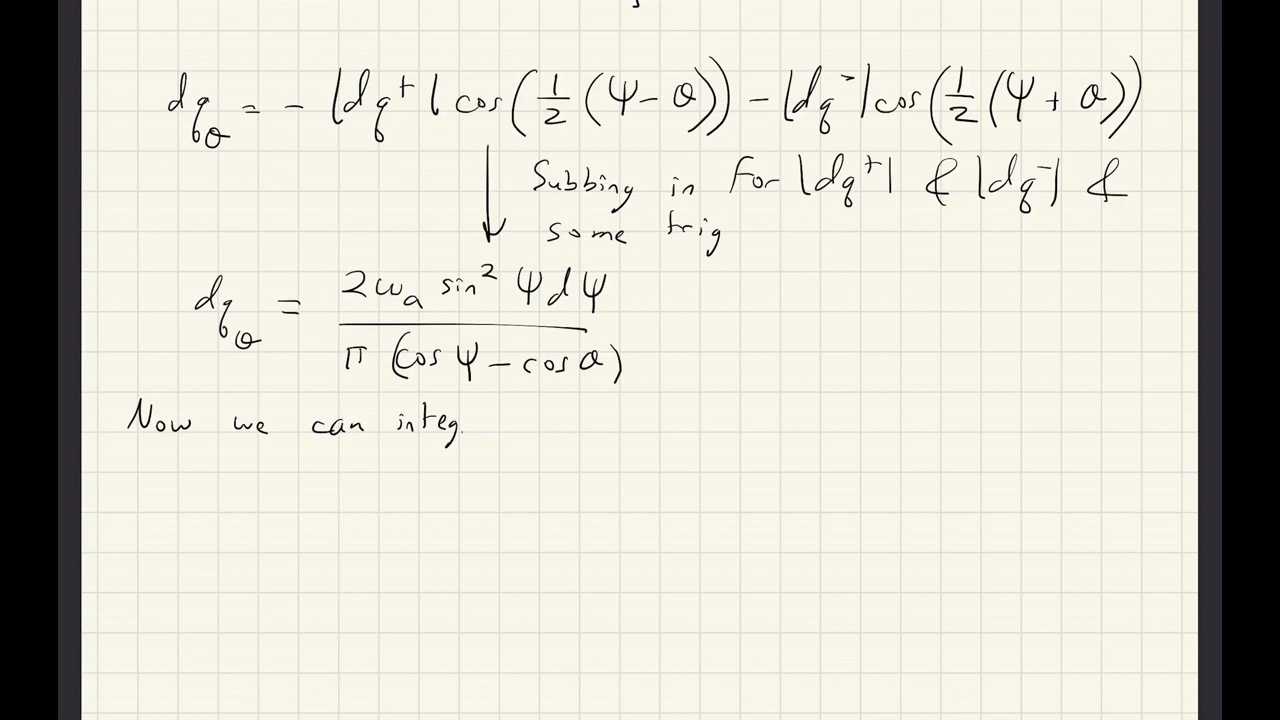 dq_θ = - |dq⁺| cos(½(Ψ - θ)) - |dq⁻| cos(½(Ψ + θ))
↓ Subbing in For |dq⁺| & |dq⁻| &
some trig
dq_θ = 2w_a sin² Ψ dΨ / π (cos Ψ - cos θ)
Now we can integ